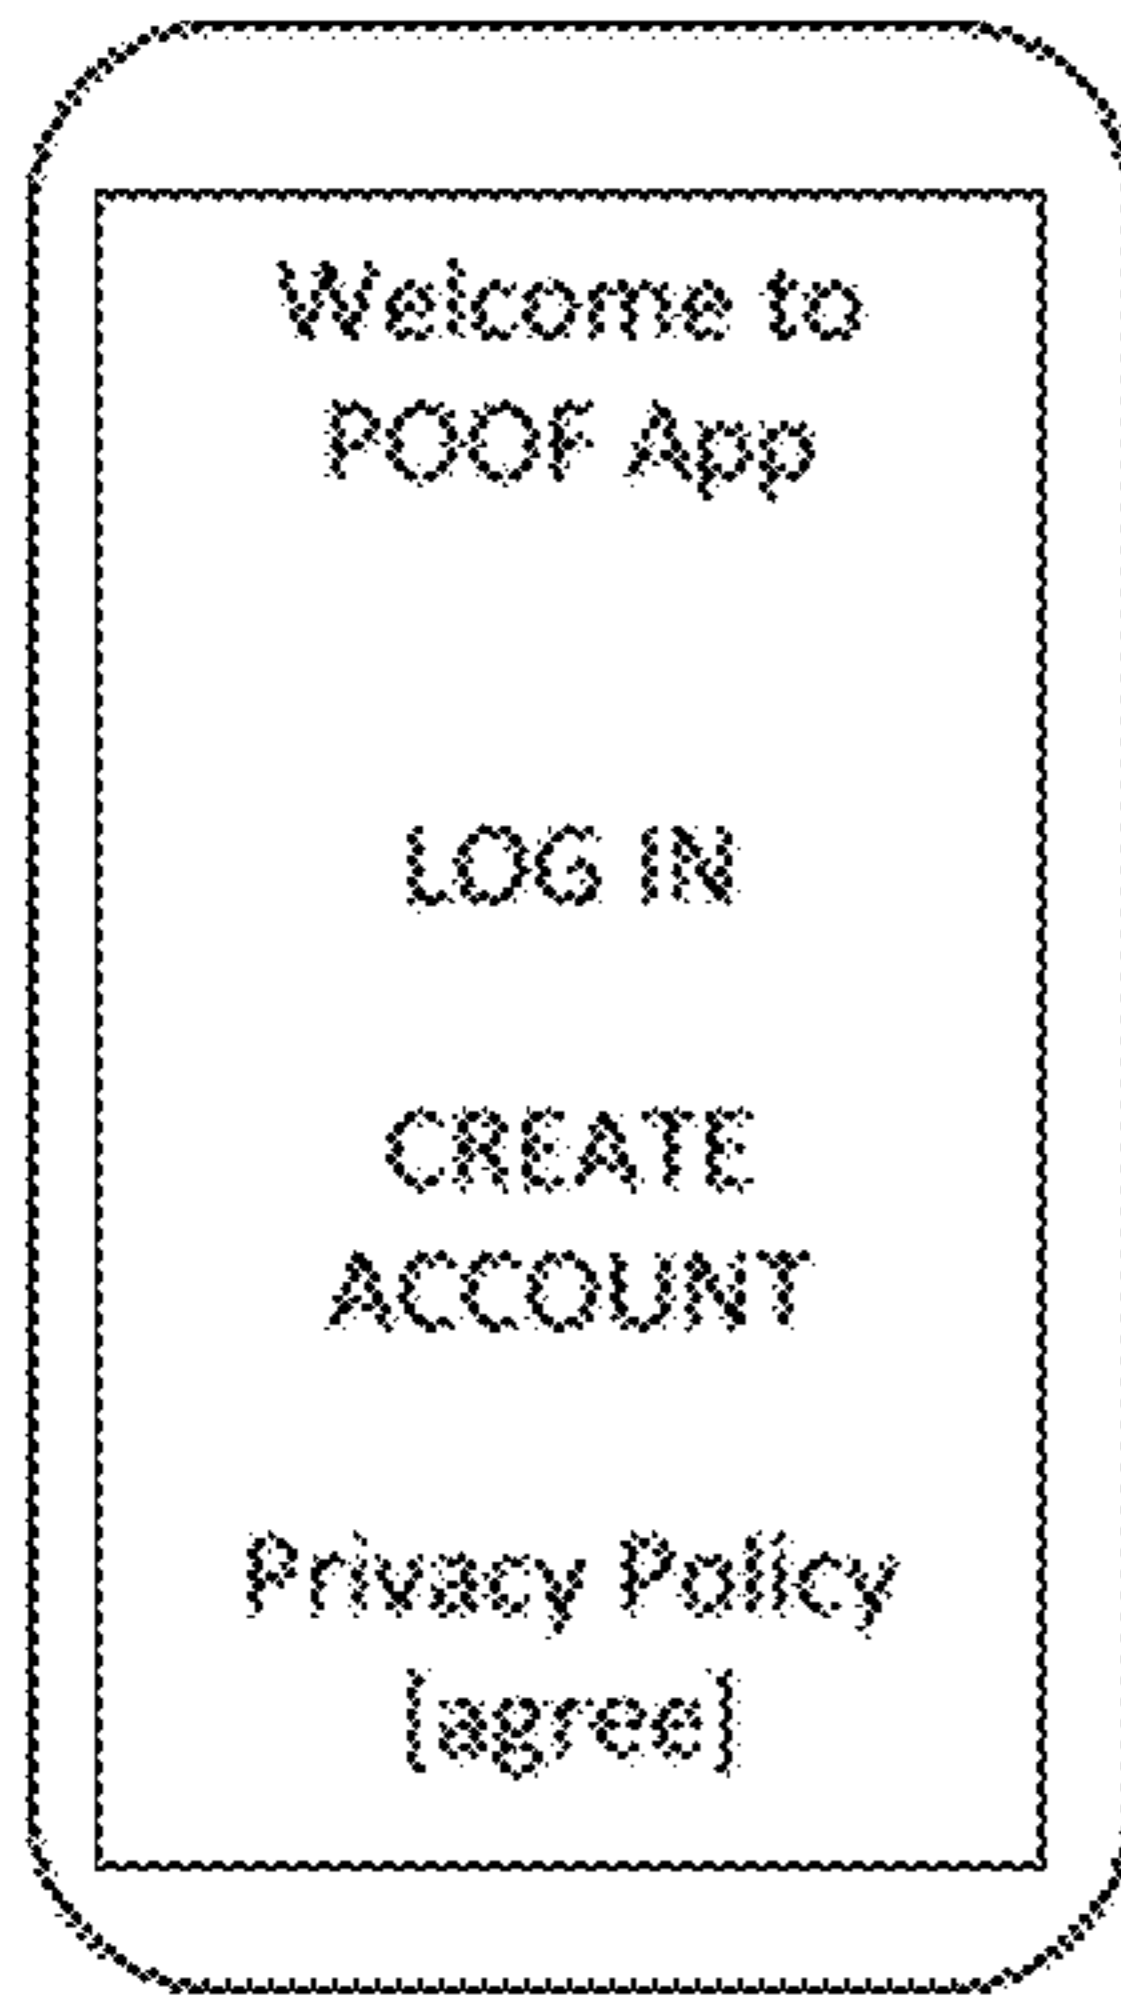 Welcome to
POOF App
LOG IN
CREATE
ACCOUNT
Privacy Policy
[agree]